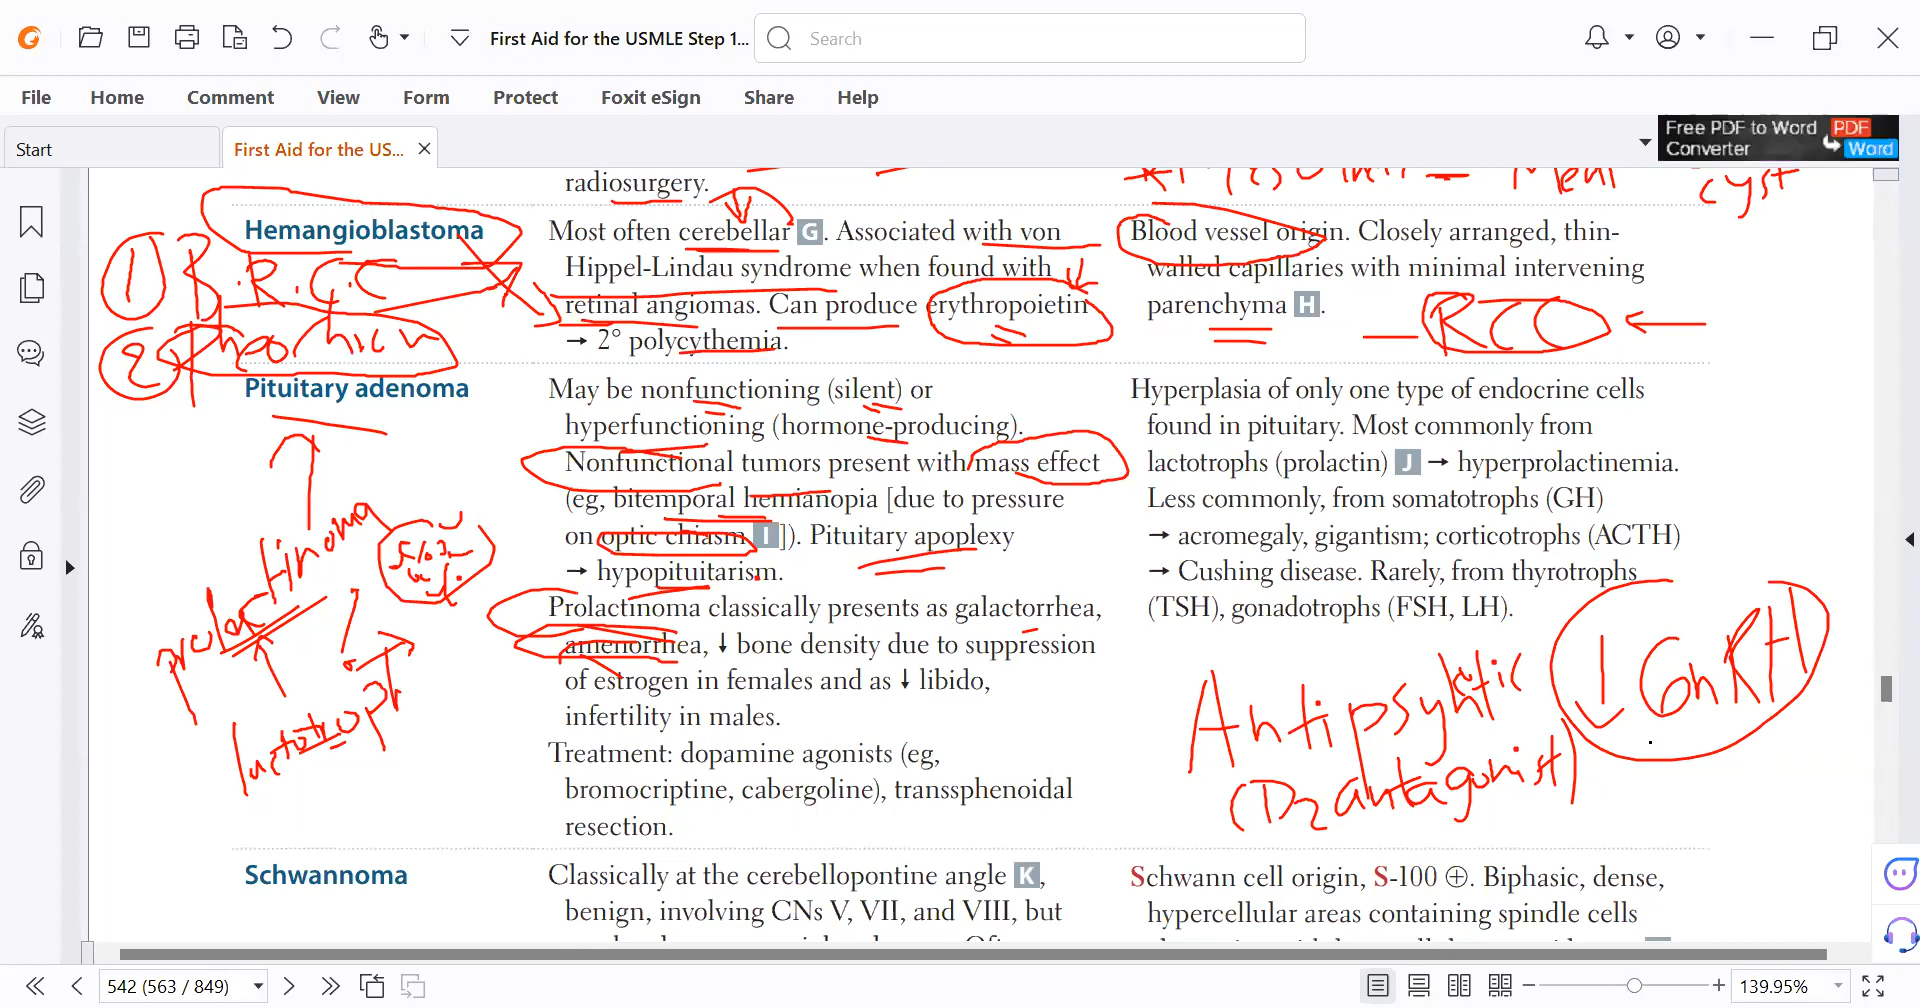 First Aid for the USMLE Step 1...
Search
File Home Comment View Form Protect Foxit eSign Share Help
Start
First Aid for the US...
Free PDF to Word
Converter
PDF
Word
radiosurgery.
cyst
Hemangioblastoma
Most often cerebellar G. Associated with von
Hippel-Lindau syndrome when found with
retinal angiomas. Can produce erythropoietin
→ 2° polycythemia.
Blood vessel origin. Closely arranged, thin-
walled capillaries with minimal intervening
parenchyma H.
① R.R.C.C
②
RCC
Pituitary adenoma
May be nonfunctioning (silent) or
hyperfunctioning (hormone-producing).
Nonfunctional tumors present with mass effect
(eg, bitemporal hemianopia [due to pressure
on optic chiasm I]). Pituitary apoplexy
→ hypopituitarism.
Prolactinoma classically presents as galactorrhea,
amenorrhea, ↓ bone density due to suppression
of estrogen in females and as ↓ libido,
infertility in males.
Treatment: dopamine agonists (eg,
bromocriptine, cabergoline), transsphenoidal
resection.
Hyperplasia of only one type of endocrine cells
found in pituitary. Most commonly from
lactotrophs (prolactin) J → hyperprolactinemia.
Less commonly, from somatotrophs (GH)
→ acromegaly, gigantism; corticotrophs (ACTH)
→ Cushing disease. Rarely, from thyrotrophs
(TSH), gonadotrophs (FSH, LH).
prolactinoma
lactotroph
↓ GnRH
Antipsyhtic
(D2 antagonist)
Schwannoma
Classically at the cerebellopontine angle K,
benign, involving CNs V, VII, and VIII, but
Schwann cell origin, S-100 ⊕. Biphasic, dense,
hypercellular areas containing spindle cells
542 (563 / 849)
139.95%